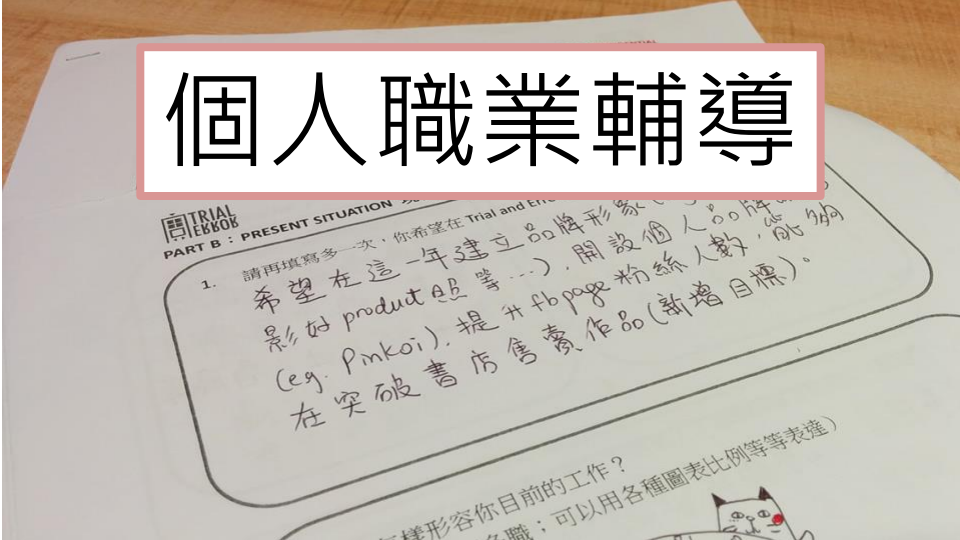 個人職業輔導
TRIAL
ERROR
PART B : PRESENT SITUATION
1. 請再填寫多一次，你希望在 Trial and Err
希望在這一年建立品牌形象(
影好 product 照等...)，開設個人品牌
(eg. Pinkoi)，提升 fb page 粉絲人數，能夠
在突破書店售賣作品(新增目標)。
樣形容你目前的工作？
職；可以用各種圖表比例等等表達）